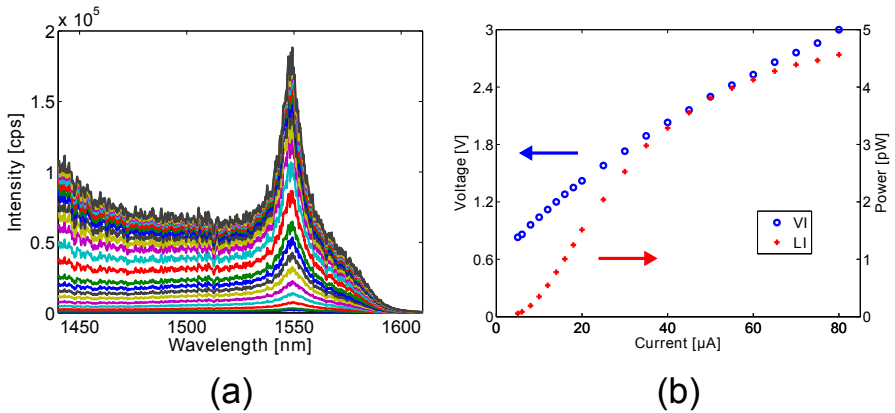 x 10⁵
2
1.5
1
0.5
0
Intensity [cps]
1450 1500 1550 1600
Wavelength [nm]
(a)
3
2.4
1.8
1.2
0.6
0
Voltage [V]
5
4
3
2
1
0
Power [pW]
VI
LI
0 20 40 60 80
Current [µA]
(b)